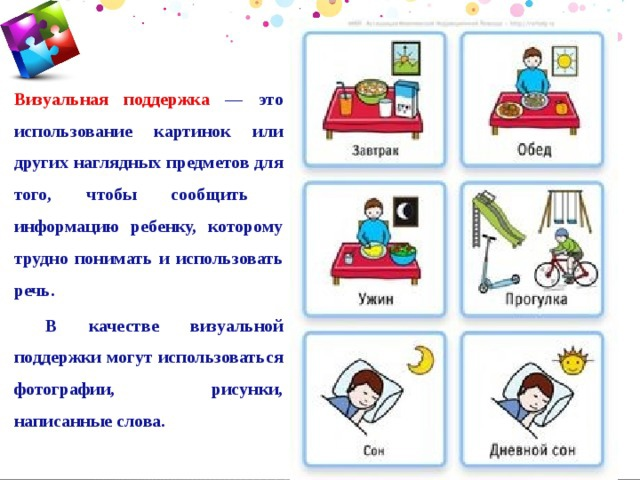 Визуальная поддержка — это
использование картинок или
других наглядных предметов для
того, чтобы сообщить
информацию ребенку, которому
трудно понимать и использовать
речь.
В качестве визуальной
поддержки могут использоваться
фотографии, рисунки,
написанные слова.
Завтрак
Обед
Ужин
Прогулка
Сон
Дневной сон